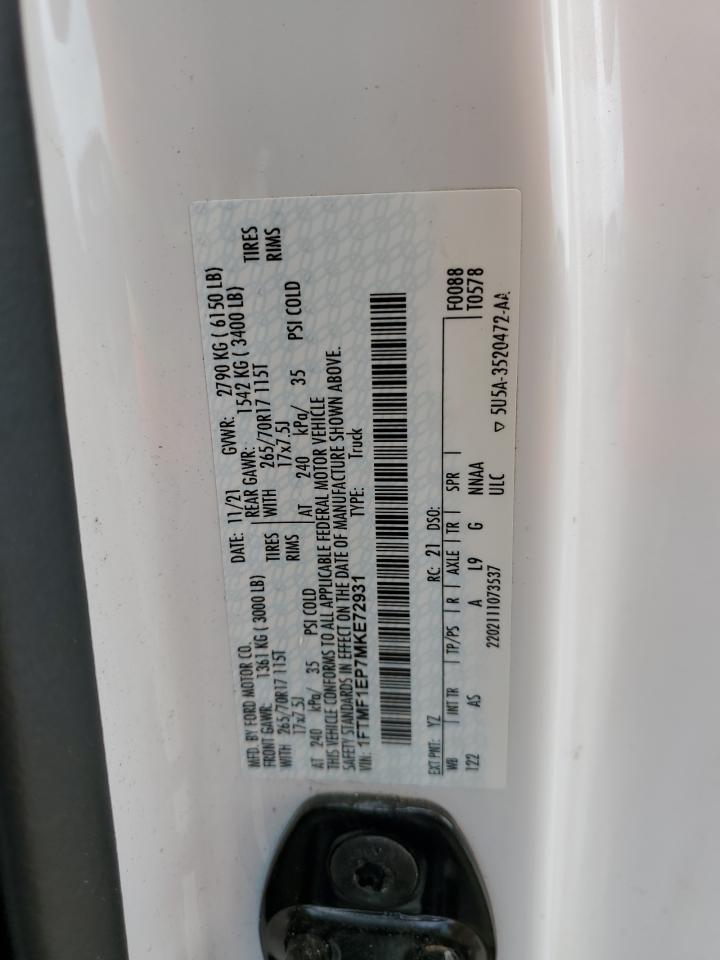 MFD. BY FORD MOTOR CO. DATE: 11/21 GVWR: 2790 KG ( 6150 LB)
FRONT GAWR: 1361 KG ( 3000 LB) REAR GAWR: 1542 KG ( 3400 LB)
WITH 265/70R17 115T TIRES WITH 265/70R17 115T TIRES
17x7.5J RIMS 17x7.5J RIMS
AT 240 kPa/ 35 PSI COLD AT 240 kPa/ 35 PSI COLD
THIS VEHICLE CONFORMS TO ALL APPLICABLE FEDERAL MOTOR VEHICLE
SAFETY STANDARDS IN EFFECT ON THE DATE OF MANUFACTURE SHOWN ABOVE.
VIN: 1FTMF1EP7MKE72931 TYPE: Truck
EXT PNT: YZ RC: 21 DSO: F0088
WB INT TR TP/PS R AXLE TR SPR T0578
122 AS A L9 G NNAA
2202111073537 ULC ▽ 5U5A-3520472-AA